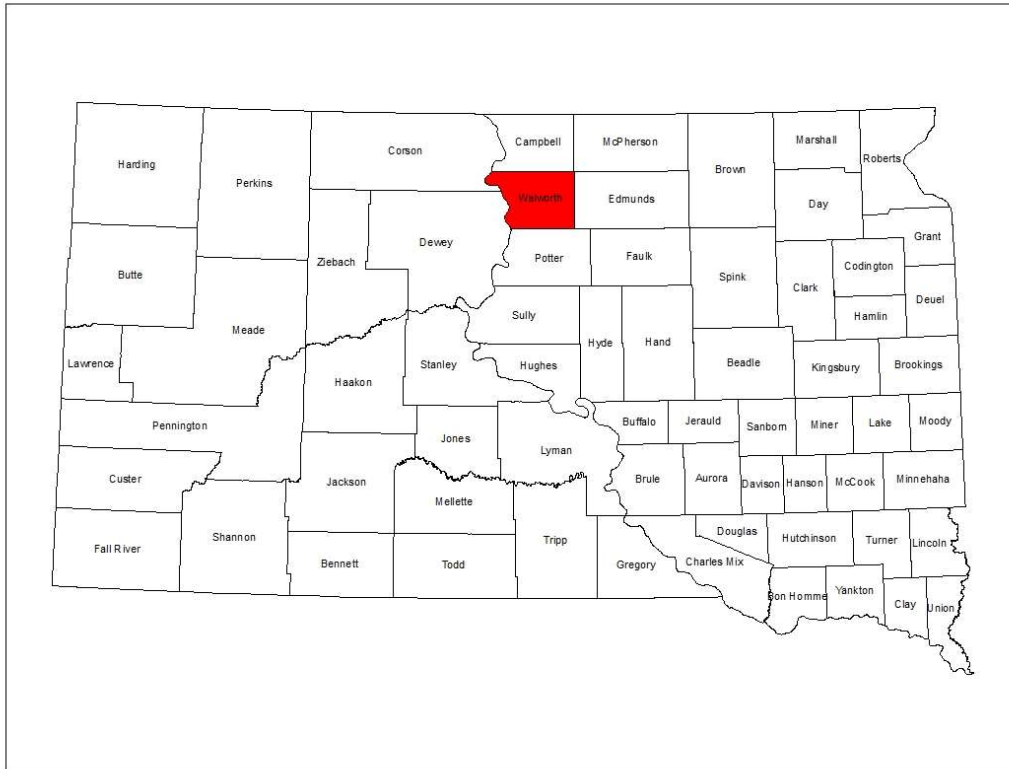 Campbell
McPherson
Marshall
Corson
Roberts
Harding
Brown
Perkins
Walworth
Edmunds
Day
Grant
Dewey
Potter
Faulk
Ziebach
Codington
Butte
Spink
Clark
Deuel
Sully
Hamlin
Meade
Hyde
Hand
Lawrence
Stanley
Hughes
Beadle
Kingsbury
Brookings
Haakon
Pennington
Buffalo
Jerauld
Sanborn
Miner
Lake
Moody
Jones
Lyman
Custer
Jackson
Brule
Aurora
Davison
Hanson
McCook
Minnehaha
Mellette
Fall River
Shannon
Tripp
Douglas
Hutchinson
Turner
Lincoln
Bennett
Todd
Gregory
Charles Mix
Bon Homme
Yankton
Clay
Union